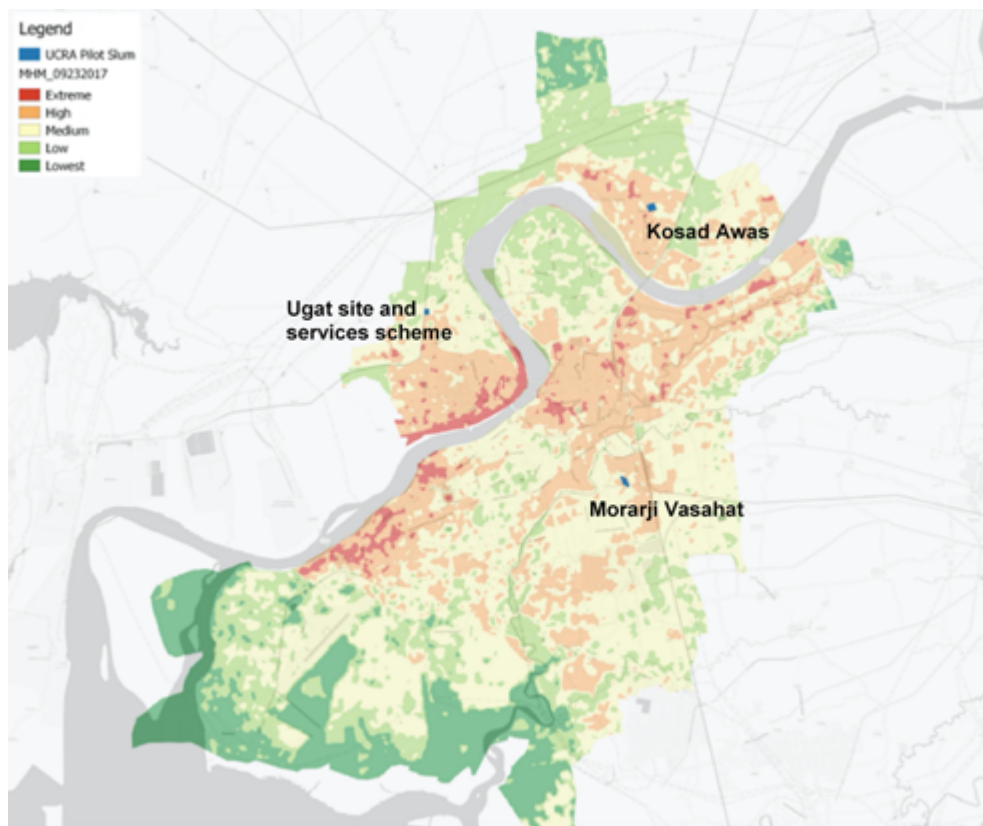 Legend
UCRA Pilot Slum
MHM_09232017
Extreme
High
Medium
Low
Lowest
Kosad Awas
Ugat site and
services scheme
Morarji Vasahat